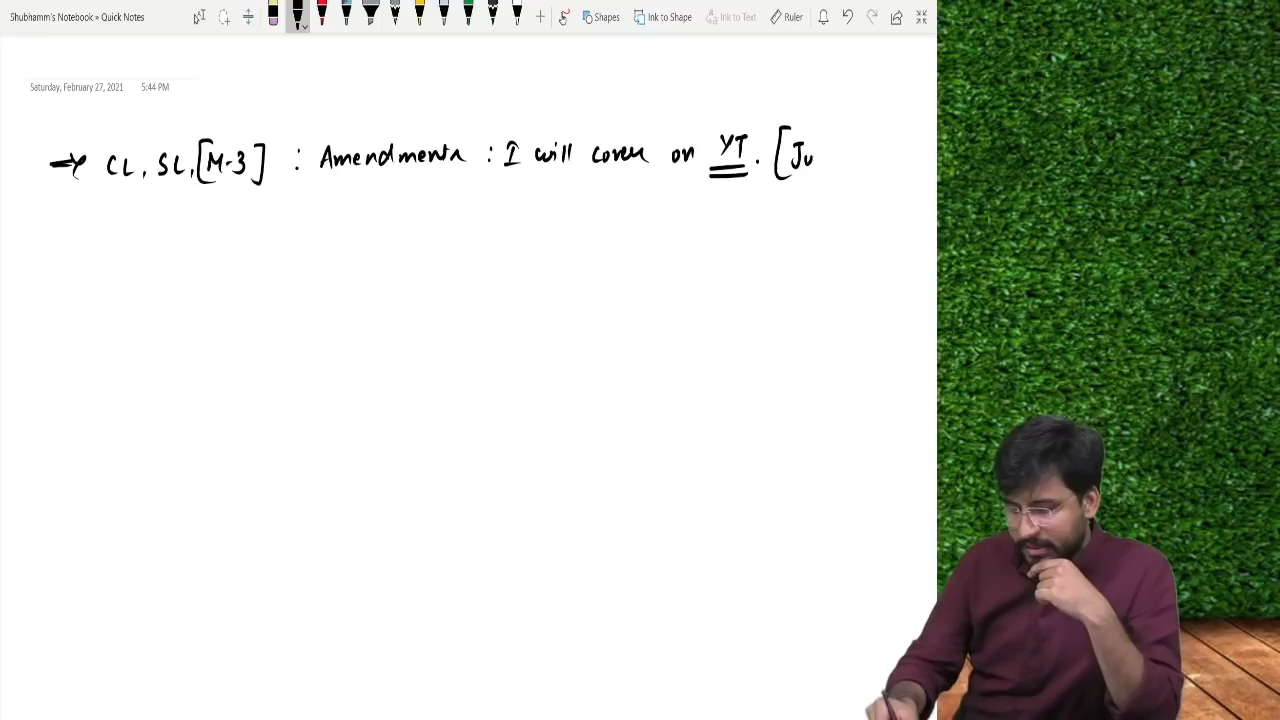 Shubhamm's Notebook » Quick Notes
Shapes
Ink to Shape
Ink to Text
Ruler
Saturday, February 27, 2021 5:44 PM
→ CL, SL, [M-3] : Amendments : I will cover on YT. [Ju